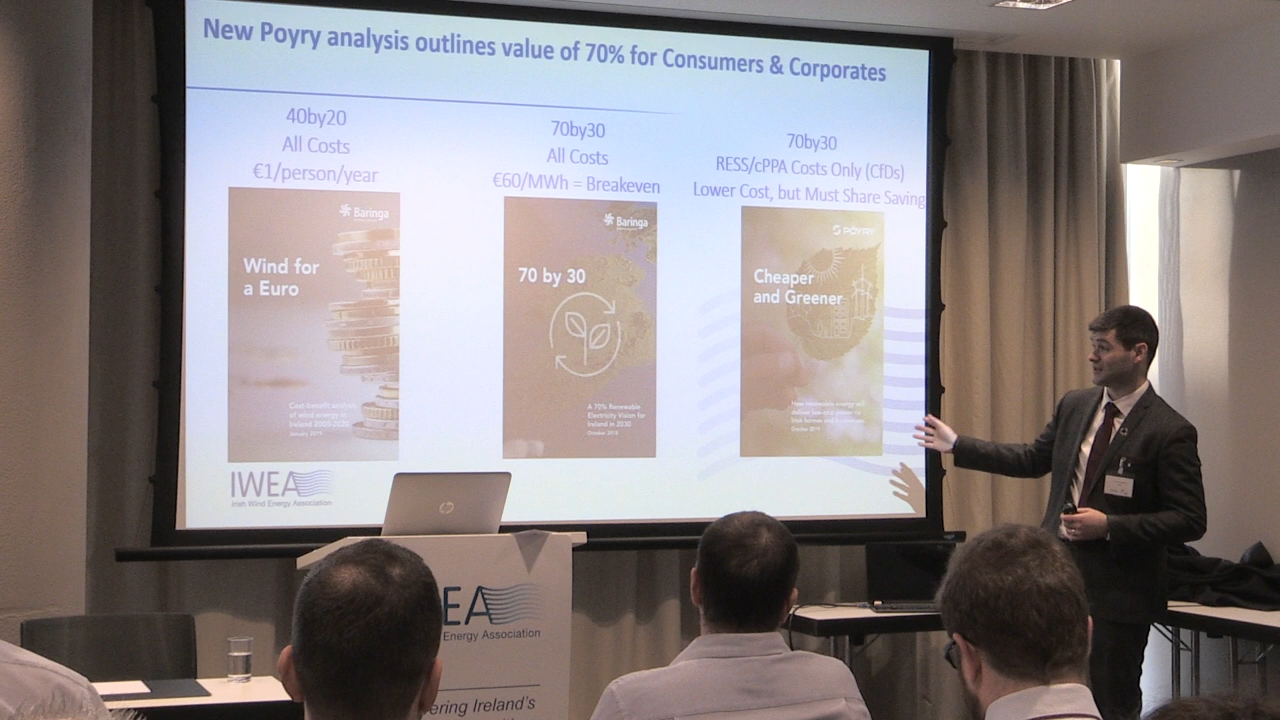 New Poyry analysis outlines value of 70% for Consumers & Corporates
40by20
All Costs
€1/person/year
Baringa
Wind for
a Euro
Cost-benefit analysis
of wind energy in
Ireland 2000-2020
January 2019
70by30
All Costs
€60/MWh = Breakeven
Baringa
70 by 30
A 70% Renewable
Electricity Vision for
Ireland in 2030
October 2018
70by30
RESS/cPPA Costs Only (CfDs)
Lower Cost, but Must Share Saving
PÖYRY
Cheaper
and Greener
IWEA
Irish Wind Energy Association
hp
EA
Energy Association
ering Ireland's